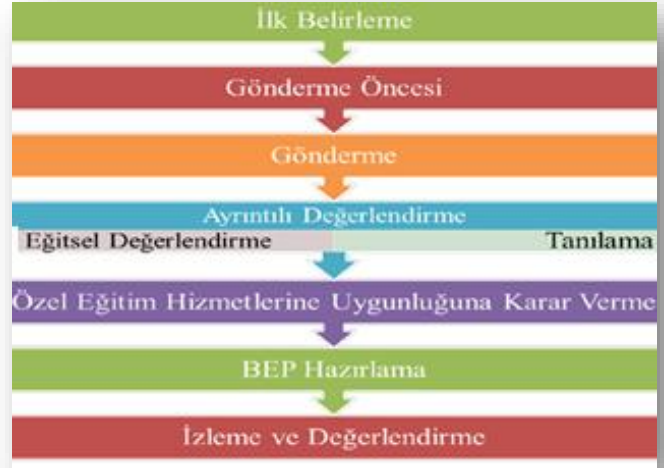 İlk Belirleme
Gönderme Öncesi
Gönderme
Ayrıntılı Değerlendirme
Eğitsel Değerlendirme Tanılama
Özel Eğitim Hizmetlerine Uygunluğuna Karar Verme
BEP Hazırlama
İzleme ve Değerlendirme